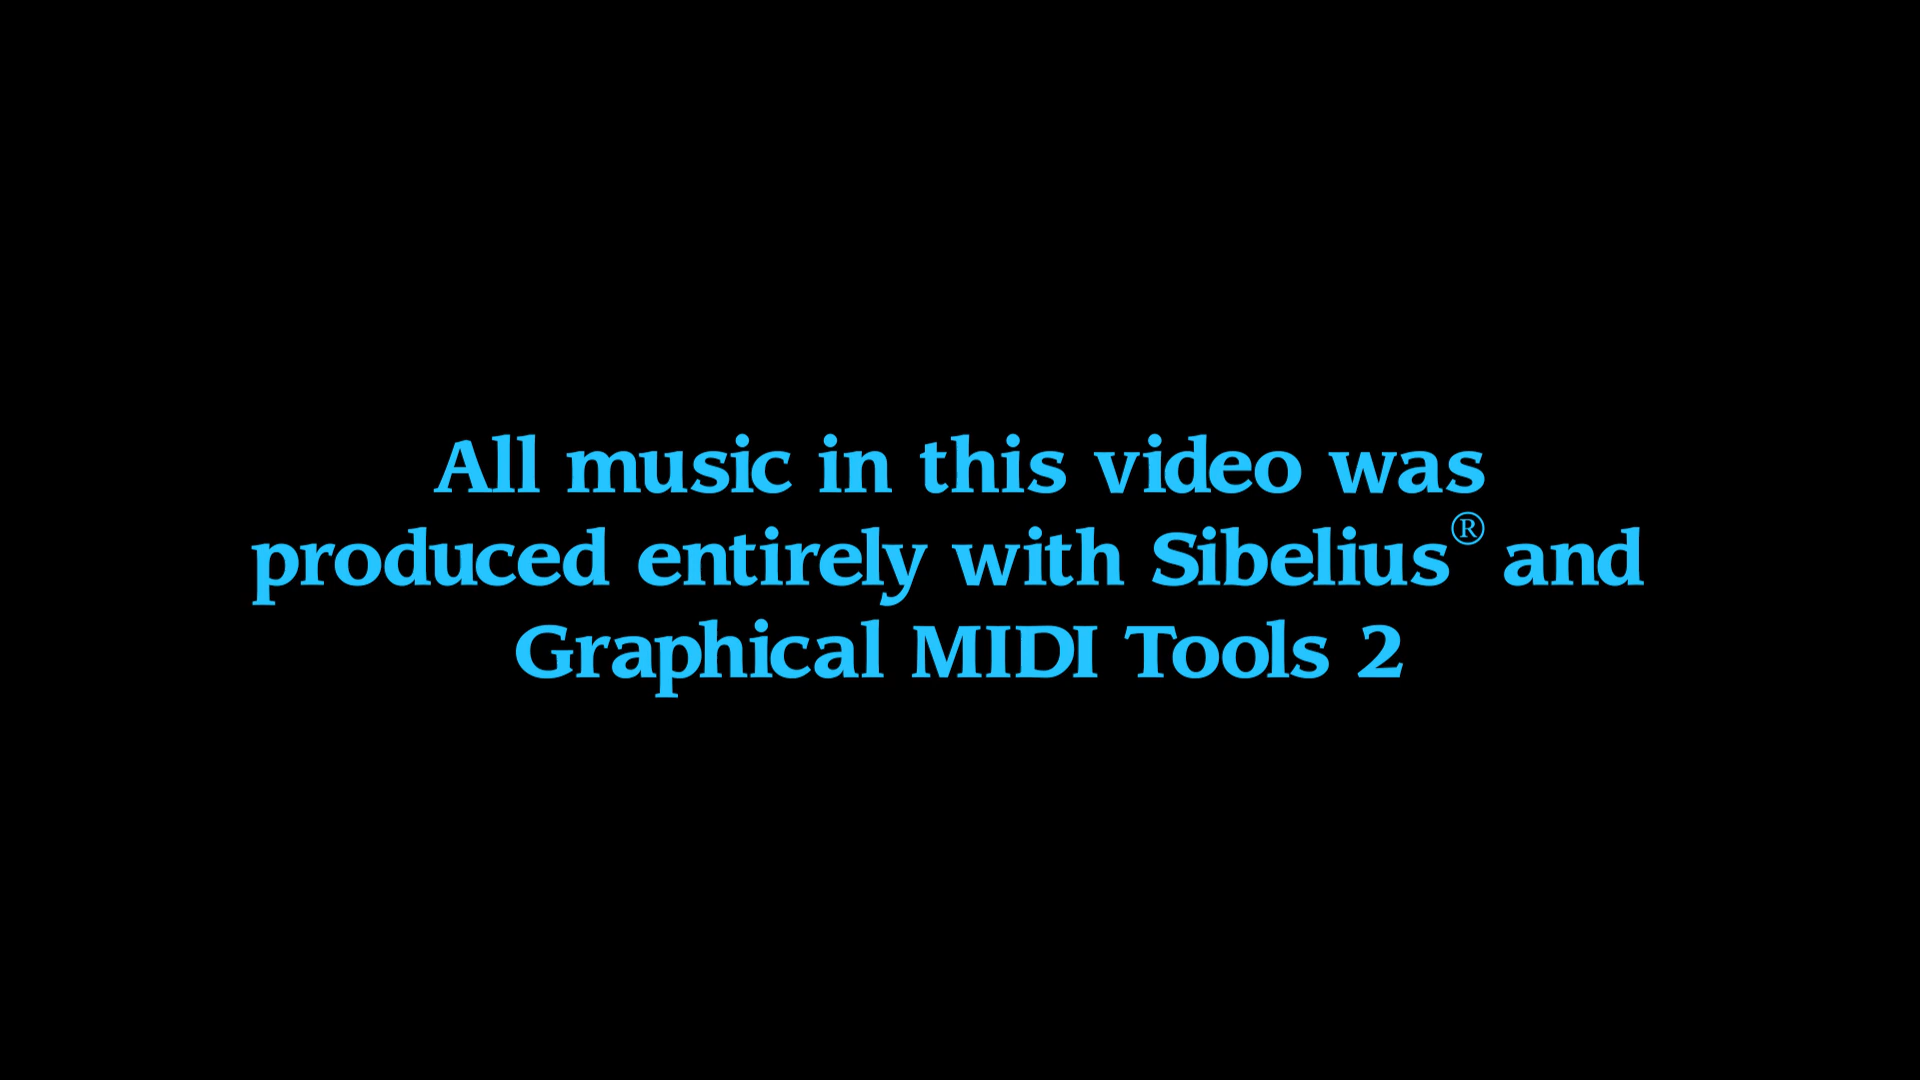 All music in this video was
produced entirely with Sibelius® and
Graphical MIDI Tools 2